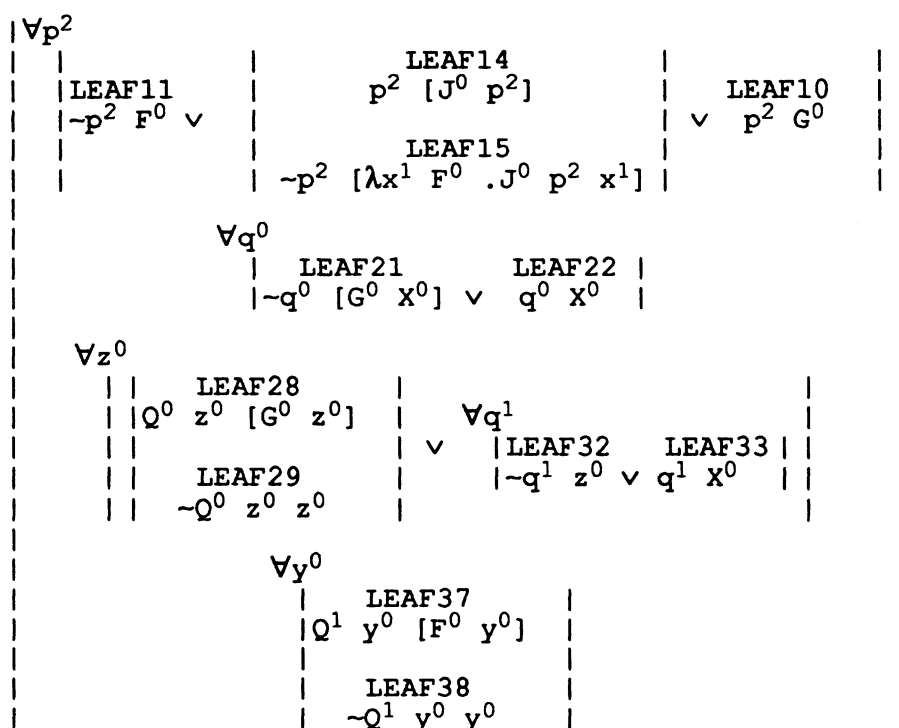 ∀p²
LEAF14
LEAF11 p² [J⁰ p²] LEAF10
~p² F⁰ ∨ ∨ p² G⁰
LEAF15
~p² [λx¹ F⁰ .J⁰ p² x¹]
∀q⁰
LEAF21 LEAF22
~q⁰ [G⁰ X⁰] ∨ q⁰ X⁰
∀z⁰
LEAF28
Q⁰ z⁰ [G⁰ z⁰] ∀q¹
∨ LEAF32 LEAF33
LEAF29 ~q¹ z⁰ ∨ q¹ X⁰
~Q⁰ z⁰ z⁰
∀y⁰
LEAF37
Q¹ y⁰ [F⁰ y⁰]
LEAF38
~Q¹ y⁰ y⁰